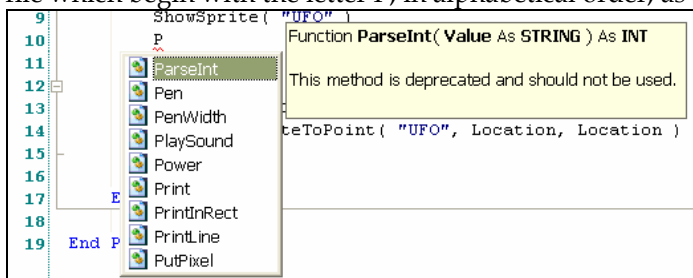 file which begin with the letter P, in alphabetical order, as
9 ShowSprite( "UFO" )
10 P
Function ParseInt( Value As STRING ) As INT
This method is deprecated and should not be used.
11 ParseInt
12 Pen
13 PenWidth
14 PlaySound
teToPoint( "UFO", Location, Location )
15 Power
16 Print
17 E
PrintInRect
18 PrintLine
19 End P
PutPixel